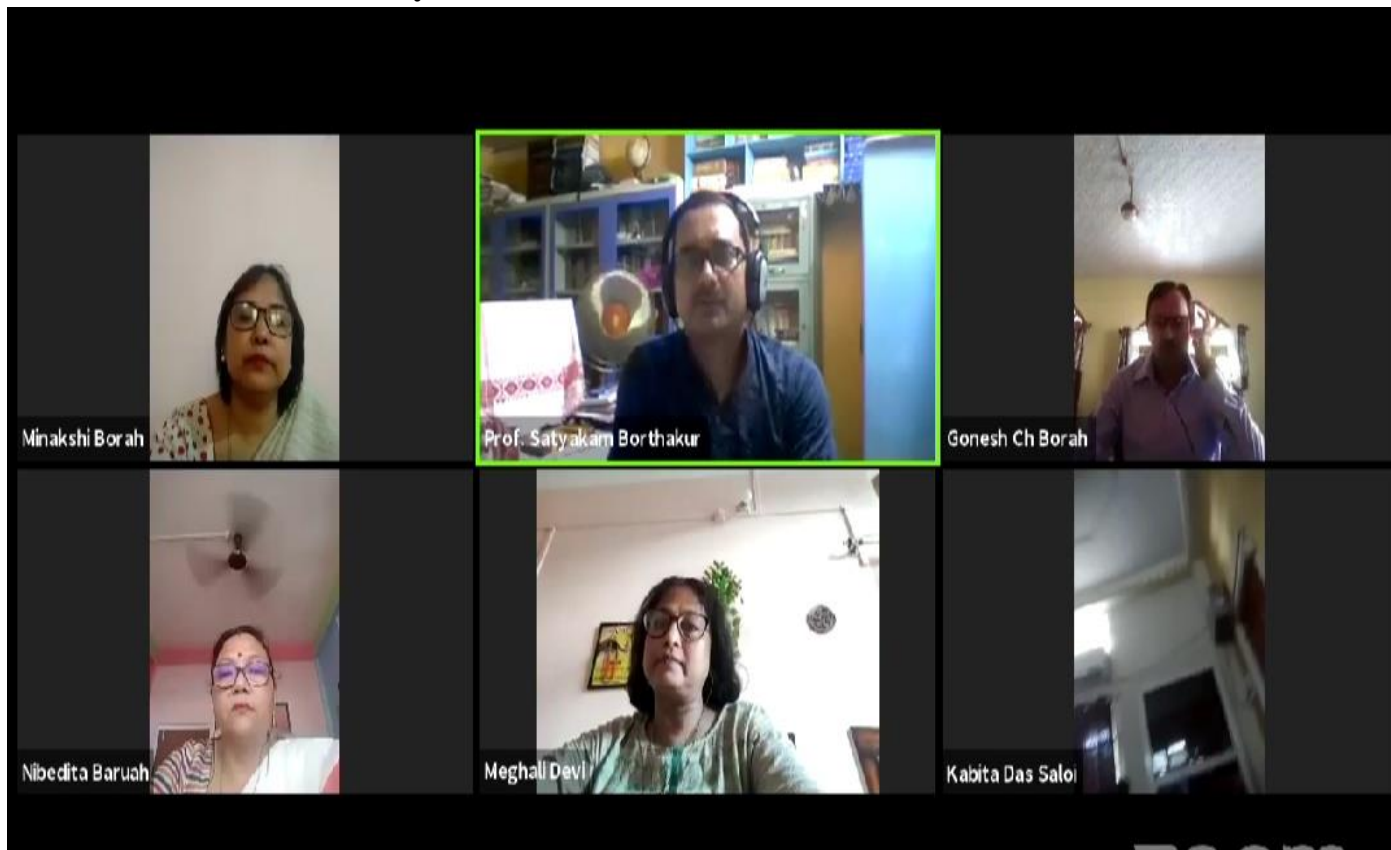 Minakshi Borah
Prof. Satyakam Borthakur
Gonesh Ch Borah
Nibedita Baruah
Meghali Devi
Kabita Das Saloi